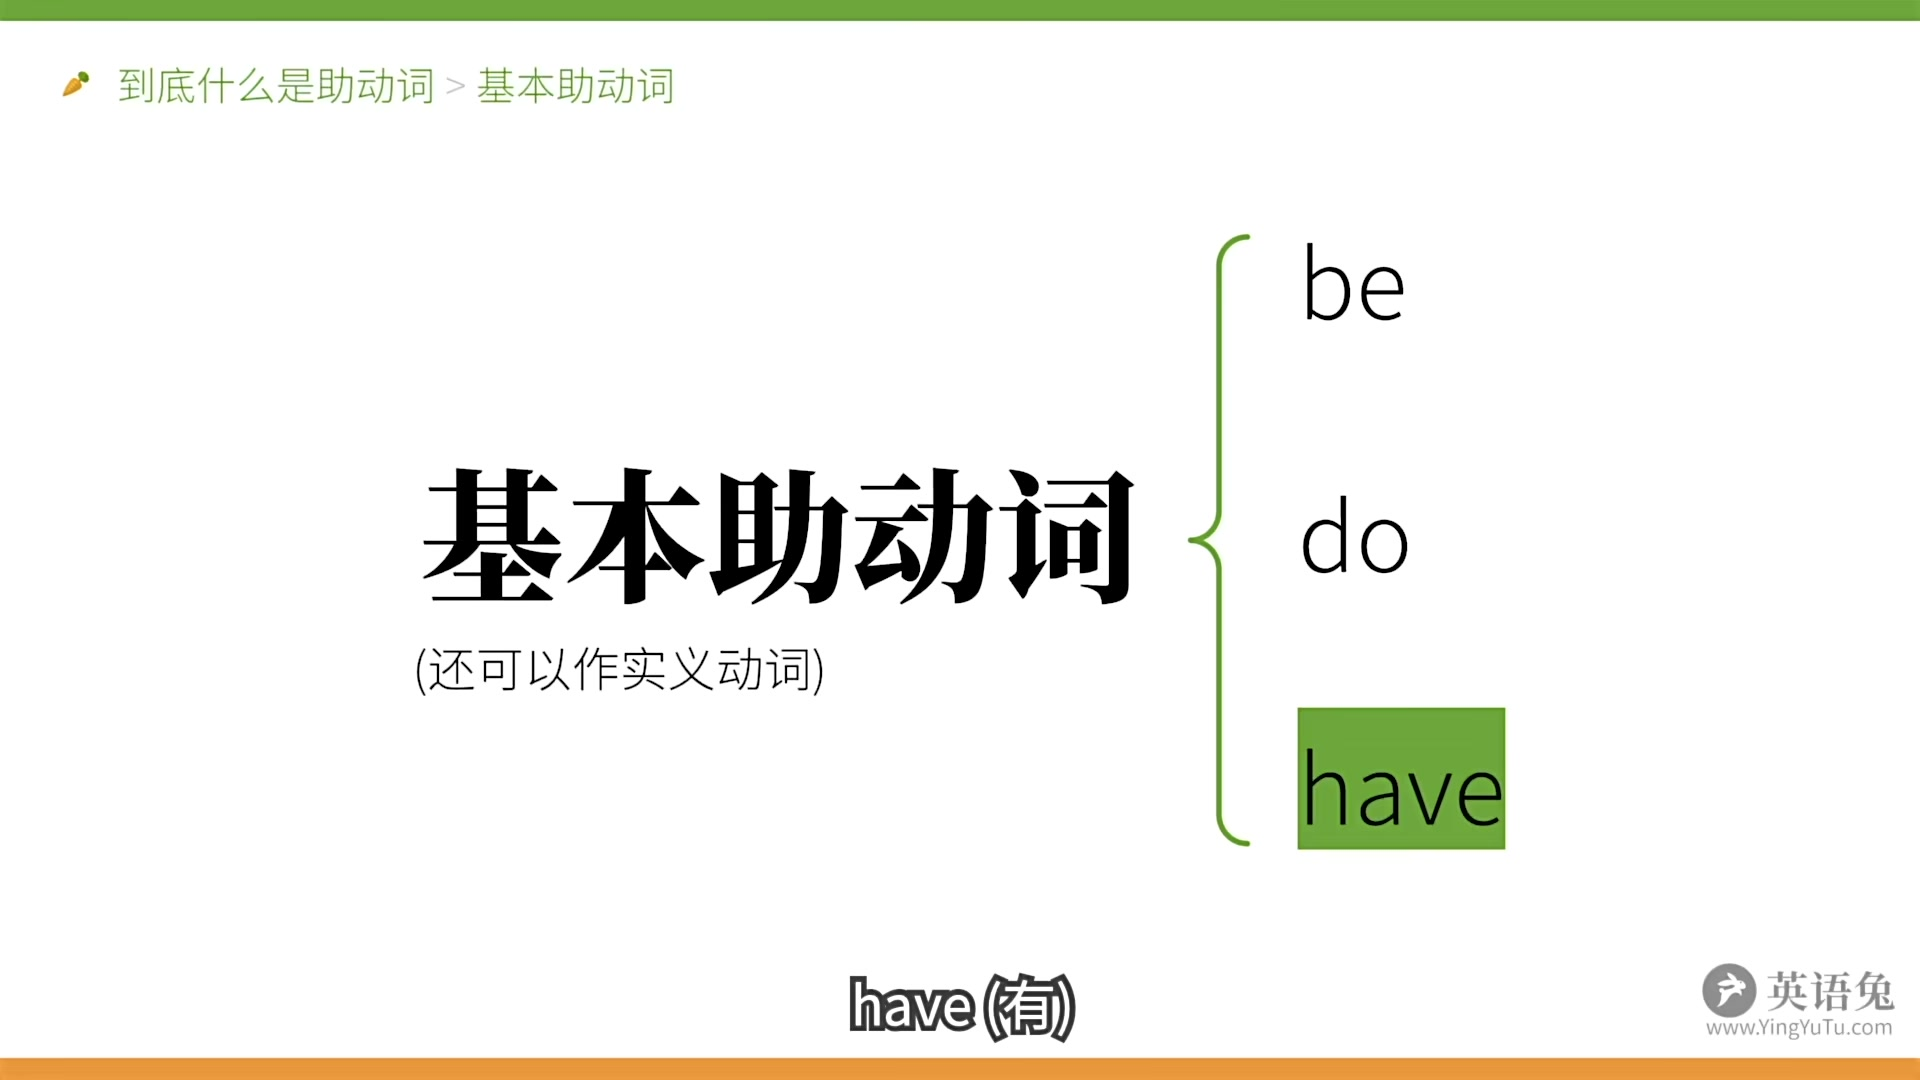 到底什么是助动词 > 基本助动词
be
do
基本助动词
(还可以作实义动词)
have
have (有)
英语兔
www.YingYuTu.com